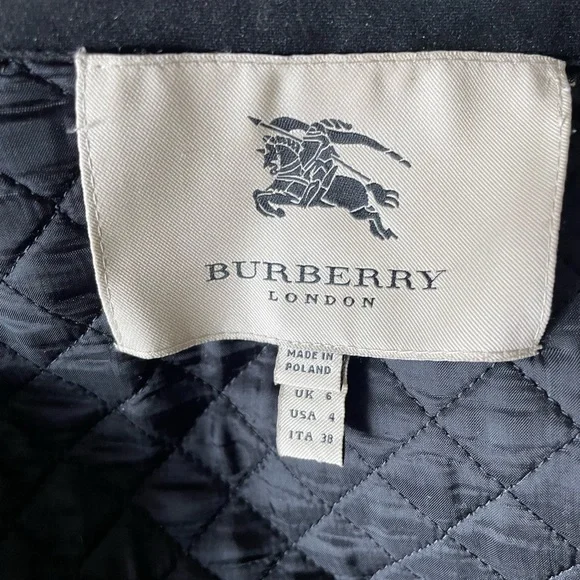 BURBERRY
LONDON
MADE IN
POLAND
UK 6
USA 4
ITA 38